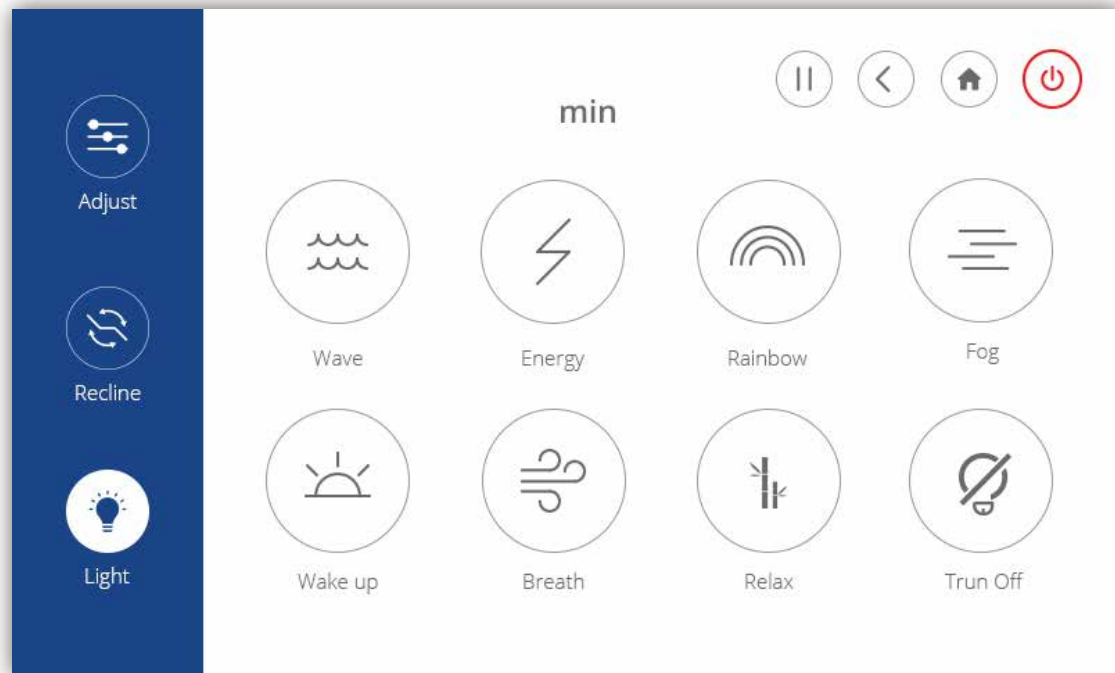 min
Adjust
Recline
Light
Wave
Energy
Rainbow
Fog
Wake up
Breath
Relax
Trun Off